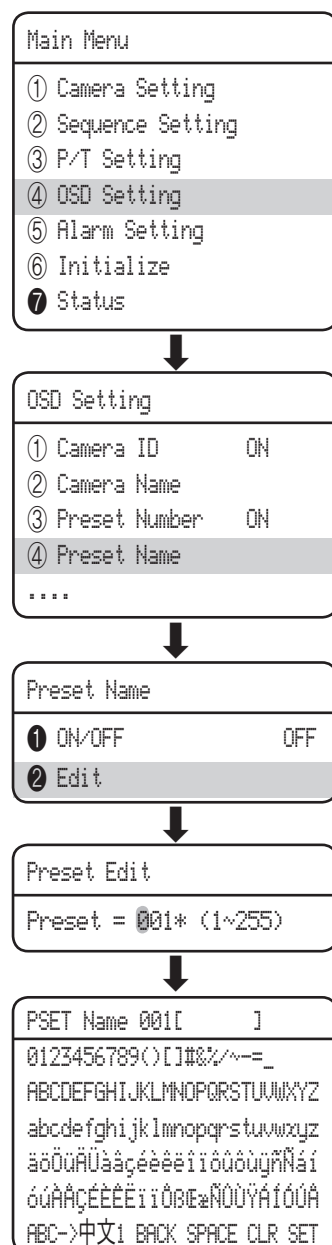 Main Menu
① Camera Setting
② Sequence Setting
③ P/T Setting
④ OSD Setting
⑤ Alarm Setting
⑥ Initialize
❼ Status
OSD Setting
① Camera ID ON
② Camera Name
③ Preset Number ON
④ Preset Name
....
Preset Name
❶ ON/OFF OFF
❷ Edit
Preset Edit
Preset = 001* (1~255)
PSET Name 001[ ]
0123456789()[]#&%/~-=_
ABCDEFGHIJKLMNOPQRSTUVWXYZ
abcdefghijklmnopqrstuvwxyz
äöÖüÄÜàâçéèêëîïôûòùÿñÑáí
óúÀÂÇÉÈÊËÎÏÔßŒæÑÛÙŸÁÍÓÚÂ
ABC->中文1 BACK SPACE CLR SET